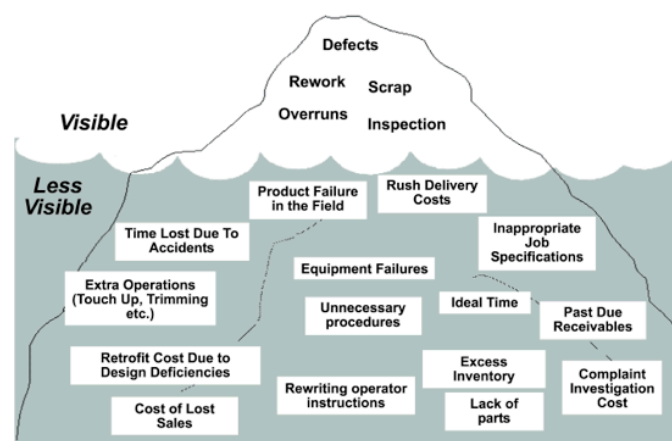 Defects
Rework
Scrap
Overruns
Inspection
Visible
Less
Visible
Product Failure
in the Field
Rush Delivery
Costs
Time Lost Due To
Accidents
Inappropriate
Job
Specifications
Equipment Failures
Extra Operations
(Touch Up, Trimming
etc.)
Ideal Time
Unnecessary
procedures
Past Due
Receivables
Retrofit Cost Due to
Design Deficiencies
Excess
Inventory
Complaint
Investigation
Cost
Rewriting operator
instructions
Lack of
parts
Cost of Lost
Sales